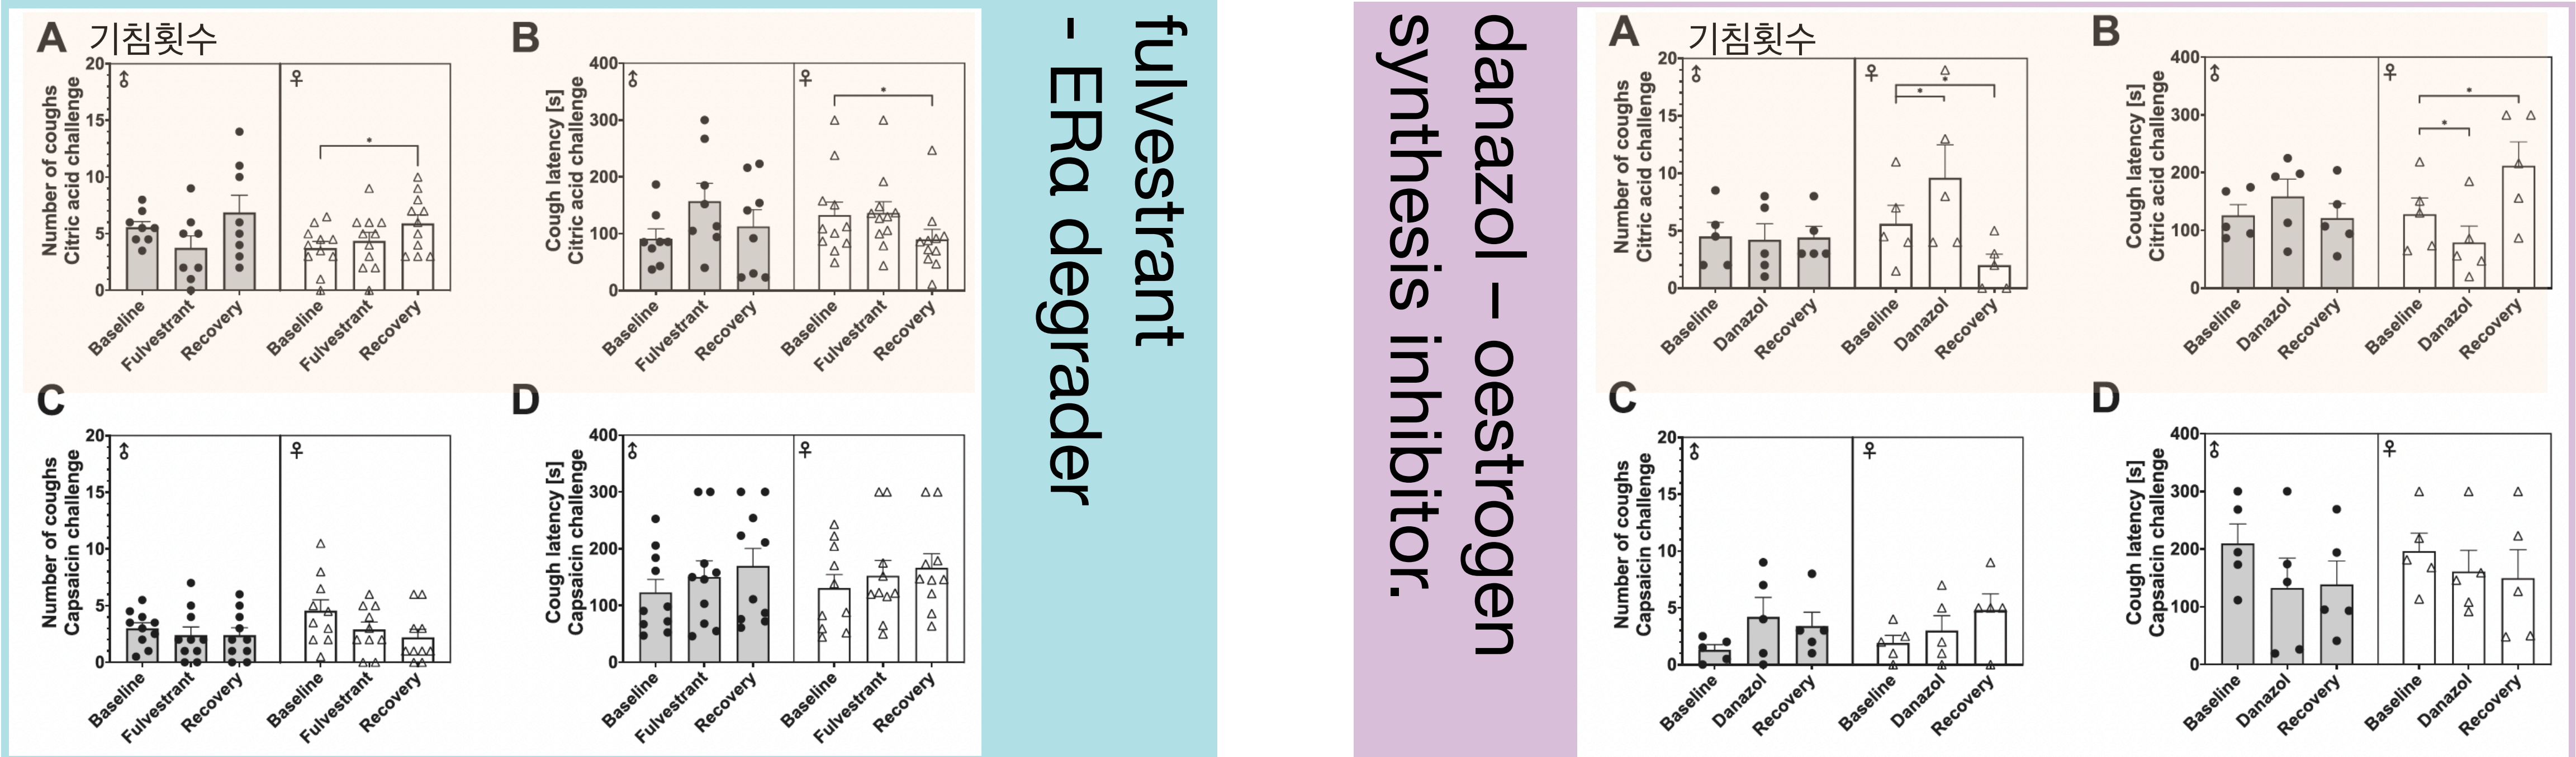 A 기침횟수
Number of coughs
Citric acid challenge
20
15
10
5
0
♂
♀
*
Baseline
Fulvestrant
Recovery
Baseline
Fulvestrant
Recovery
B
Cough latency [s]
Citric acid challenge
400
300
200
100
0
♂
♀
*
Baseline
Fulvestrant
Recovery
Baseline
Fulvestrant
Recovery
C
Number of coughs
Capsaicin challenge
20
15
10
5
0
♂
♀
Baseline
Fulvestrant
Recovery
Baseline
Fulvestrant
Recovery
D
Cough latency [s]
Capsaicin challenge
400
300
200
100
0
♂
♀
Baseline
Fulvestrant
Recovery
Baseline
Fulvestrant
Recovery
fulvestrant
- ERα degrader
danazol – oestrogen
synthesis inhibitor.
A 기침횟수
Number of coughs
Citric acid challenge
20
15
10
5
0
♂
♀
*
*
Baseline
Danazol
Recovery
Baseline
Danazol
Recovery
B
Cough latency [s]
Citric acid challenge
400
300
200
100
0
♂
♀
*
*
Baseline
Danazol
Recovery
Baseline
Danazol
Recovery
C
Number of coughs
Capsaicin challenge
20
15
10
5
0
♂
♀
Baseline
Danazol
Recovery
Baseline
Danazol
Recovery
D
Cough latency [s]
Capsaicin challenge
400
300
200
100
0
♂
♀
Baseline
Danazol
Recovery
Baseline
Danazol
Recovery